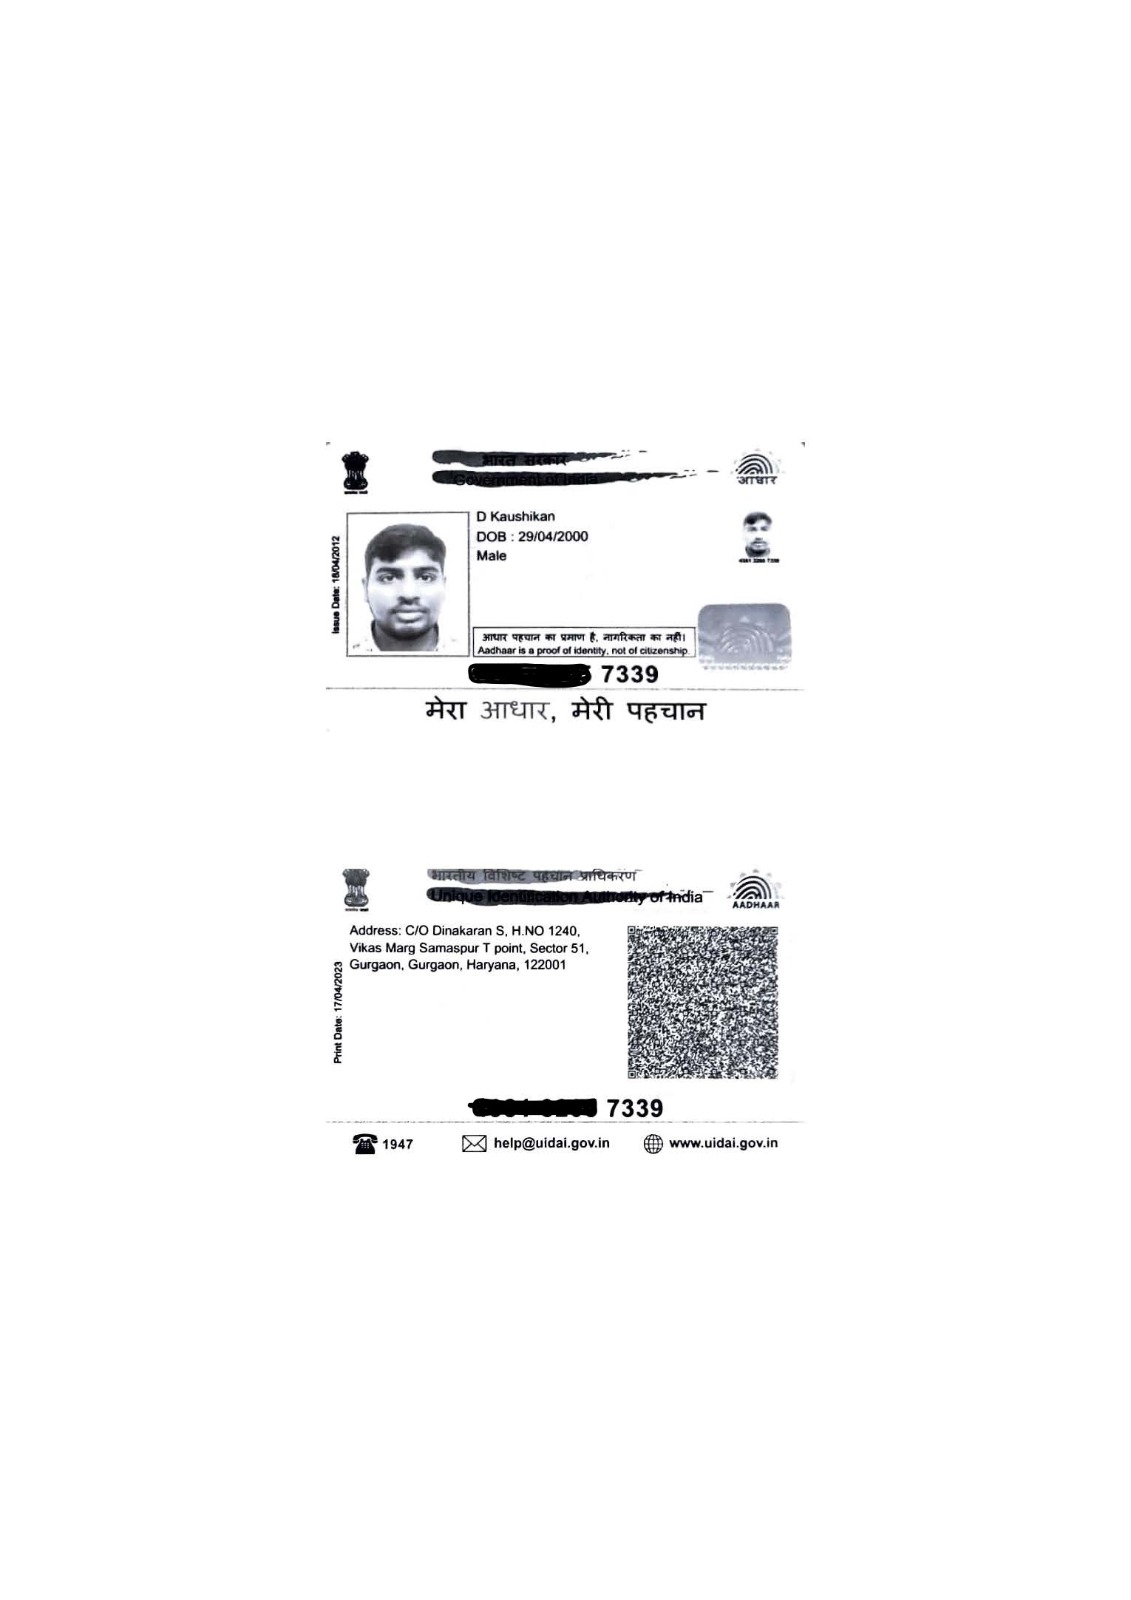 भारत सरकार
Government of India
आधार
Issue Date: 18/04/2012
D Kaushikan
DOB : 29/04/2000
Male
आधार पहचान का प्रमाण है, नागरिकता का नहीं।
Aadhaar is a proof of identity, not of citizenship.
7339
मेरा आधार, मेरी पहचान
भारतीय विशिष्ट पहचान प्राधिकरण
Unique Identification Authority of India
AADHAAR
Print Date: 17/04/2023
Address: C/O Dinakaran S, H.NO 1240,
Vikas Marg Samaspur T point, Sector 51,
Gurgaon, Gurgaon, Haryana, 122001
7339
1947 help@uidai.gov.in www.uidai.gov.in